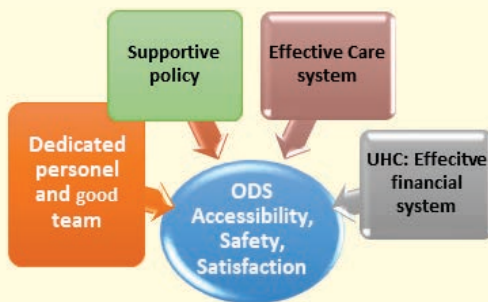 Supportive
policy
Effective Care
system
Dedicated
personel
and good
team
UHC: Effecitve
financial
system
ODS
Accessibility,
Safety,
Satisfaction